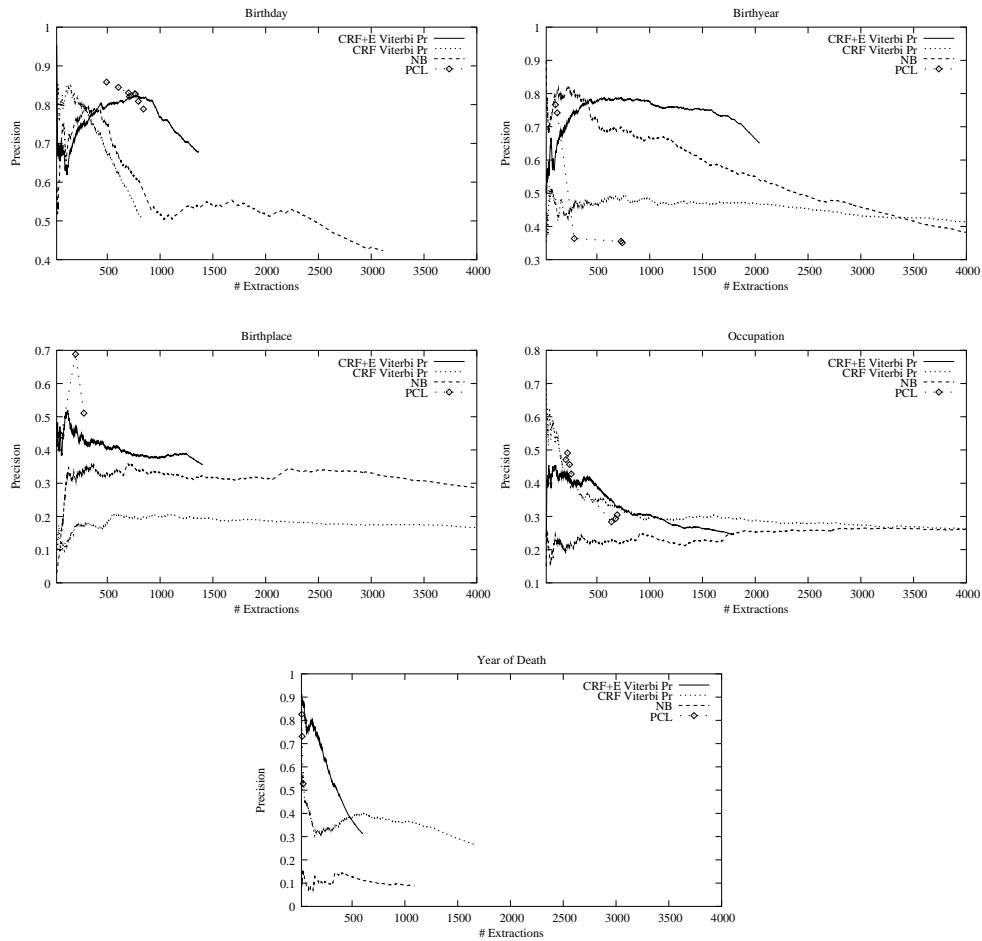 Birthday
CRF+E Viterbi Pr
CRF Viterbi Pr
NB
PCL
Precision
1
0.9
0.8
0.7
0.6
0.5
0.4
500 1000 1500 2000 2500 3000 3500 4000
# Extractions
Birthyear
CRF+E Viterbi Pr
CRF Viterbi Pr
NB
PCL
Precision
1
0.9
0.8
0.7
0.6
0.5
0.4
0.3
500 1000 1500 2000 2500 3000 3500 4000
# Extractions
Birthplace
CRF+E Viterbi Pr
CRF Viterbi Pr
NB
PCL
Precision
0.7
0.6
0.5
0.4
0.3
0.2
0.1
0
500 1000 1500 2000 2500 3000 3500 4000
# Extractions
Occupation
CRF+E Viterbi Pr
CRF Viterbi Pr
NB
PCL
Precision
0.8
0.7
0.6
0.5
0.4
0.3
0.2
0.1
500 1000 1500 2000 2500 3000 3500 4000
# Extractions
Year of Death
CRF+E Viterbi Pr
CRF Viterbi Pr
NB
PCL
Precision
1
0.9
0.8
0.7
0.6
0.5
0.4
0.3
0.2
0.1
0
500 1000 1500 2000 2500 3000 3500 4000
# Extractions